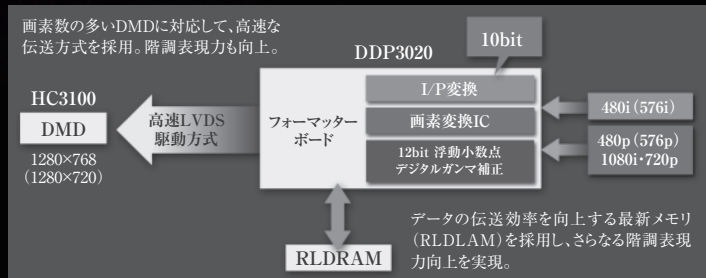 画素数の多いDMDに対応して、高速な
伝送方式を採用。階調表現力も向上。
10bit
DDP3020
HC3100
DMD
1280×768
(1280×720)
高速LVDS
駆動方式
フォーマッター
ボード
I/P変換
画素変換IC
12bit 浮動小数点
デジタルガンマ補正
480i(576i)
480p(576p)
1080i・720p
RLDRAM
データの伝送効率を向上する最新メモリ
(RLDLAM)を採用し、さらなる階調表現
力向上を実現。